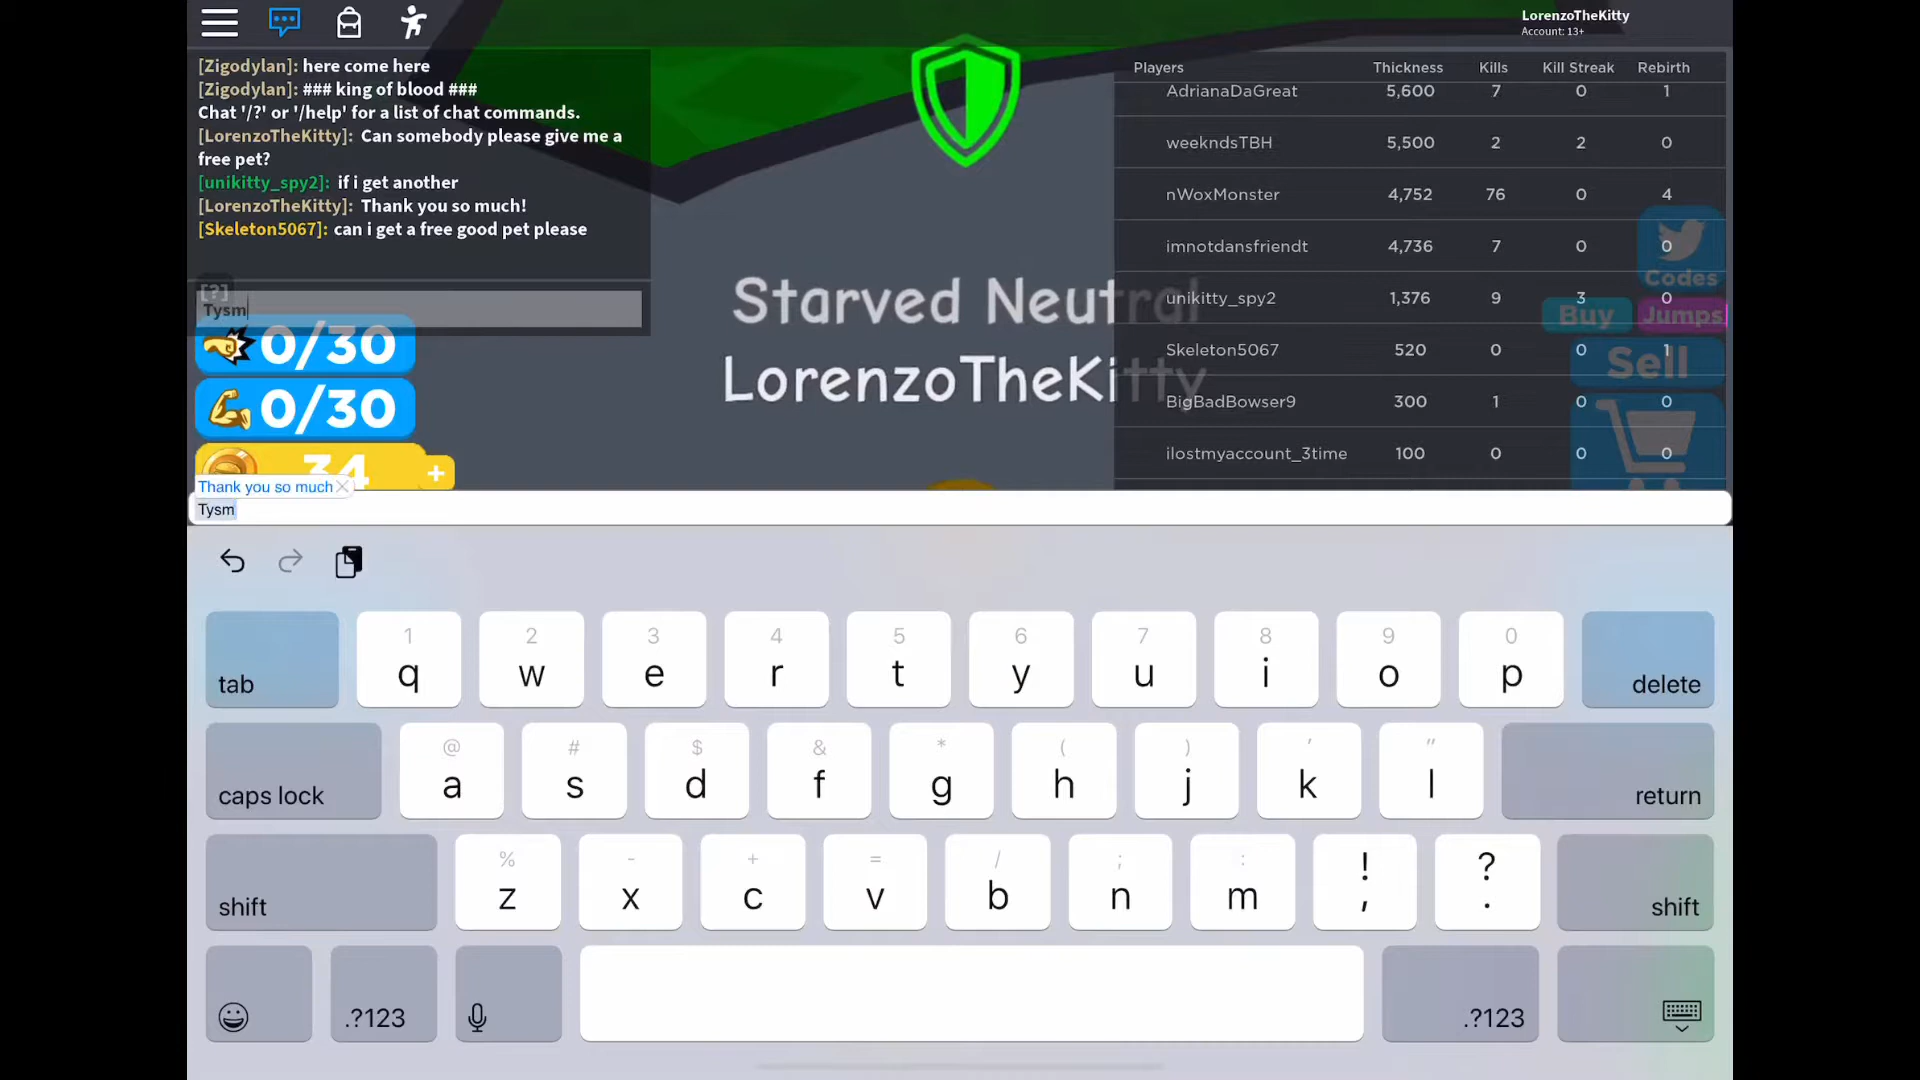 LorenzoTheKitty
Account: 13+
[Zigodylan]: here come here
[Zigodylan]: ### king of blood ###
Chat '/?' or '/help' for a list of chat commands.
[LorenzoTheKitty]: Can somebody please give me a
free pet?
[unikitty_spy2]: if i get another
[LorenzoTheKitty]: Thank you so much!
[Skeleton5067]: can i get a free good pet please
[?]
Tysm
0/30
0/30
34 +
Starved Neutral
LorenzoTheKitty
Players Thickness Kills Kill Streak Rebirth
AdrianaDaGreat 5,600 7 0 1
weekndsTBH 5,500 2 2 0
nWoxMonster 4,752 76 0 4
imnotdansfriendt 4,736 7 0 0
unikitty_spy2 1,376 9 3 0
Skeleton5067 520 0 0 1
BigBadBowser9 300 1 0 0
ilostmyaccount_3time 100 0 0 0
Codes
Buy Jumps
Sell
Thank you so much
Tysm
1 2 3 4 5 6 7 8 9 0
tab q w e r t y u i o p delete
@ # $ & * ( ) ' "
caps lock a s d f g h j k l return
% - + = / ; : ! ?
shift z x c v b n m , . shift
.?123 .?123